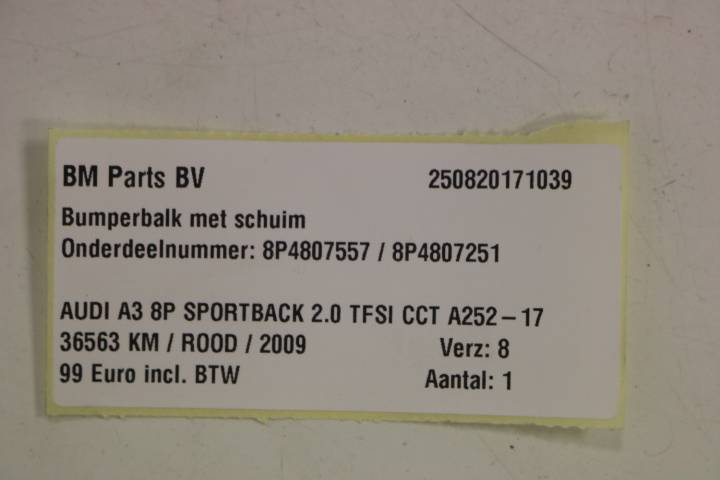 BM Parts BV 250820171039
Bumperbalk met schuim
Onderdeelnummer: 8P4807557 / 8P4807251
AUDI A3 8P SPORTBACK 2.0 TFSI CCT A252-17
36563 KM / ROOD / 2009 Verz: 8
99 Euro incl. BTW Aantal: 1